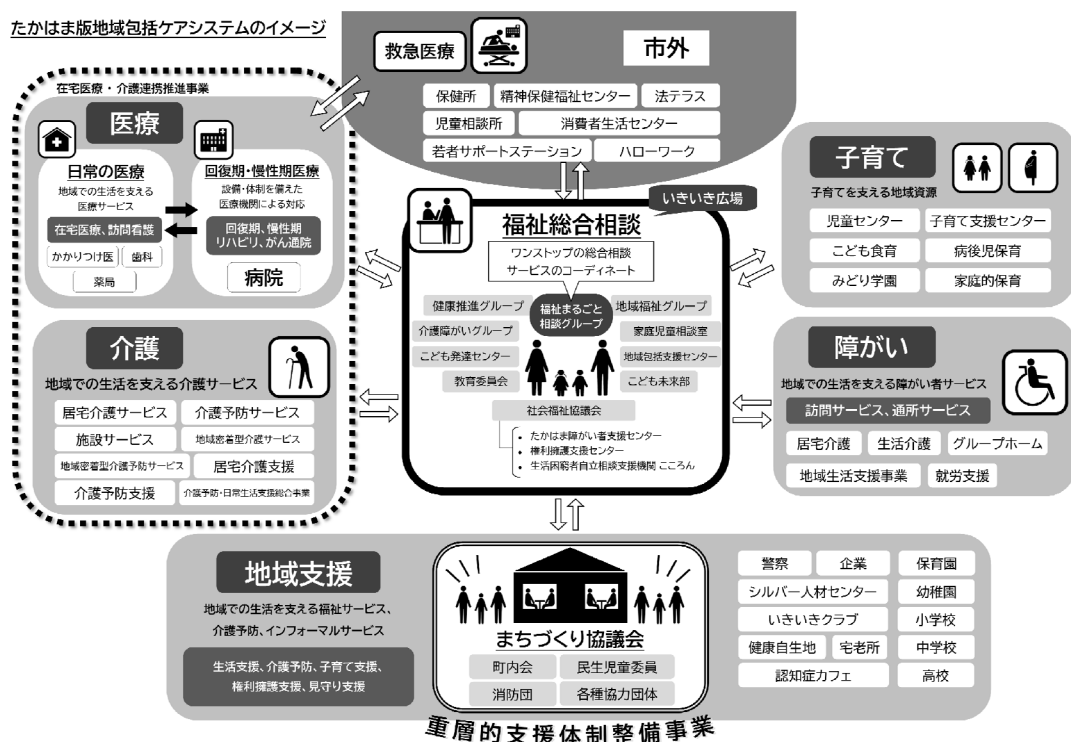 たかはま版地域包括ケアシステムのイメージ
救急医療
市外
保健所
精神保健福祉センター
法テラス
児童相談所
消費者生活センター
若者サポートステーション
ハローワーク
在宅医療・介護連携推進事業
医療
日常の医療
地域での生活を支える
医療サービス
在宅医療、訪問看護
かかりつけ医
歯科
薬局
回復期・慢性期医療
設備・体制を備えた
医療機関による対応
回復期、慢性期
リハビリ、がん通院
病院
介護
地域での生活を支える介護サービス
居宅介護サービス
介護予防サービス
施設サービス
地域密着型介護サービス
地域密着型介護予防サービス
居宅介護支援
介護予防支援
介護予防・日常生活支援総合事業
いきいき広場
福祉総合相談
ワンストップの総合相談
サービスのコーディネート
福祉まるごと
相談グループ
健康推進グループ
地域福祉グループ
介護障がいグループ
家庭児童相談室
こども発達センター
地域包括支援センター
教育委員会
こども未来部
社会福祉協議会
• たかはま障がい者支援センター
• 権利擁護支援センター
• 生活困窮者自立相談支援機関 こころん
子育て
子育てを支える地域資源
児童センター
子育て支援センター
こども食育
病後児保育
みどり学園
家庭的保育
障がい
地域での生活を支える障がい者サービス
訪問サービス、通所サービス
居宅介護
生活介護
グループホーム
地域生活支援事業
就労支援
地域支援
地域での生活を支える福祉サービス、
介護予防、インフォーマルサービス
生活支援、介護予防、子育て支援、
権利擁護支援、見守り支援
まちづくり協議会
町内会
民生児童委員
消防団
各種協力団体
警察
企業
保育園
シルバー人材センター
幼稚園
いきいきクラブ
小学校
健康自生地
宅老所
中学校
認知症カフェ
高校
重層的支援体制整備事業